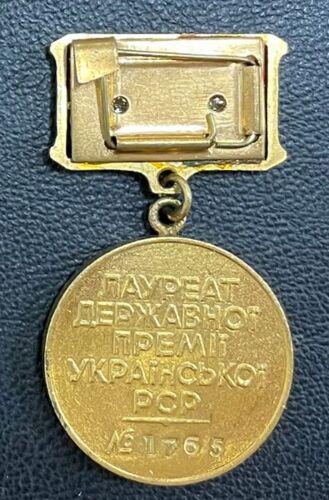 ЛАУРЕАТ
ДЕРЖАВНОЇ
ПРЕМІЇ
УКРАЇНСЬКОЇ
РСР
№ 1765